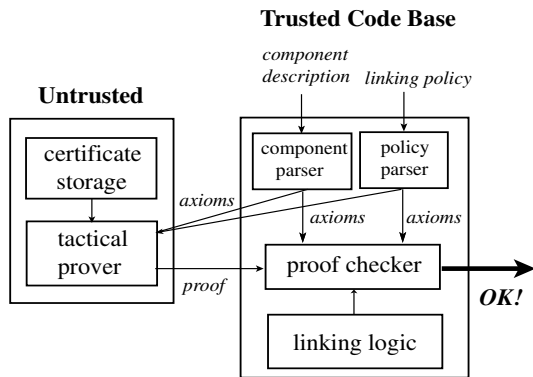 Trusted Code Base
component
description
linking policy
Untrusted
certificate
storage
component
parser
policy
parser
axioms
axioms
axioms
tactical
prover
proof checker
proof
OK!
linking logic